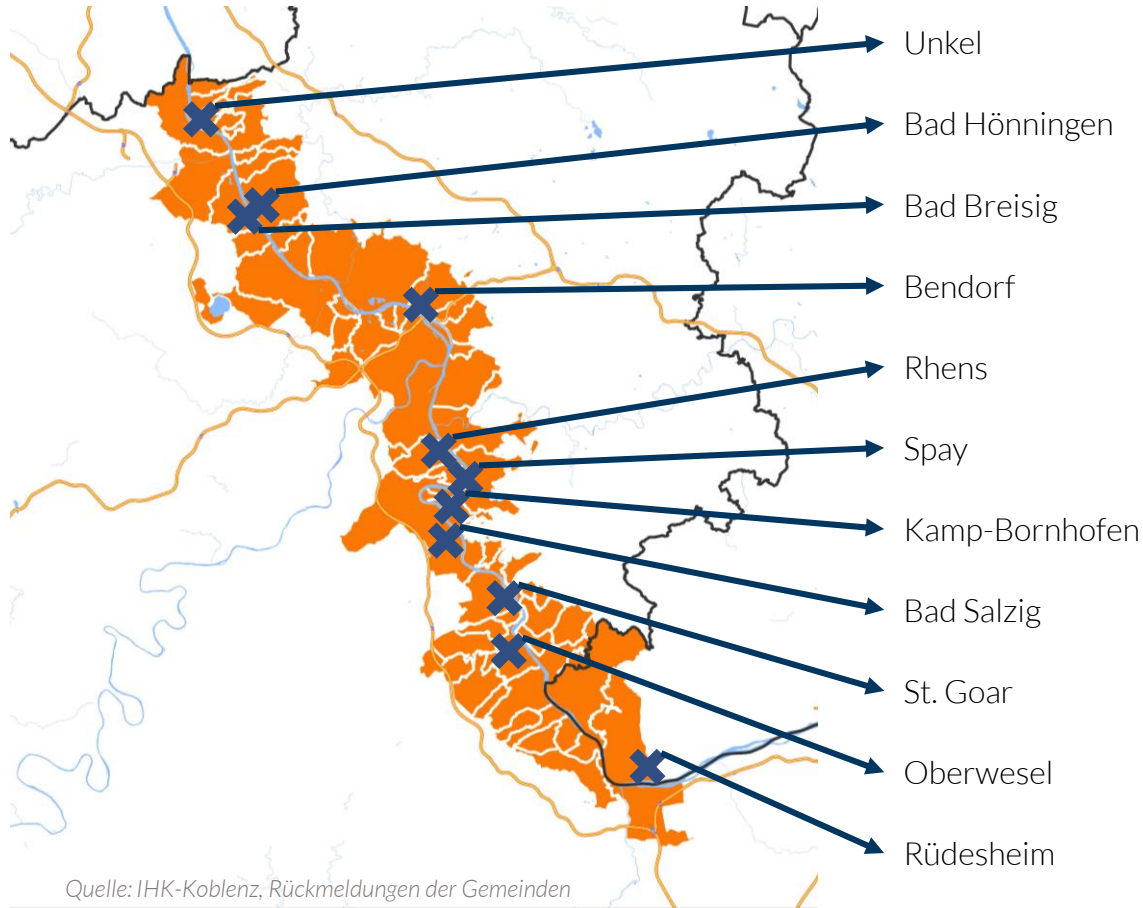 Unkel
Bad Hönningen
Bad Breisig
Bendorf
Rhens
Spay
Kamp-Bornhofen
Bad Salzig
St. Goar
Oberwesel
Rüdesheim
Quelle: IHK-Koblenz, Rückmeldungen der Gemeinden